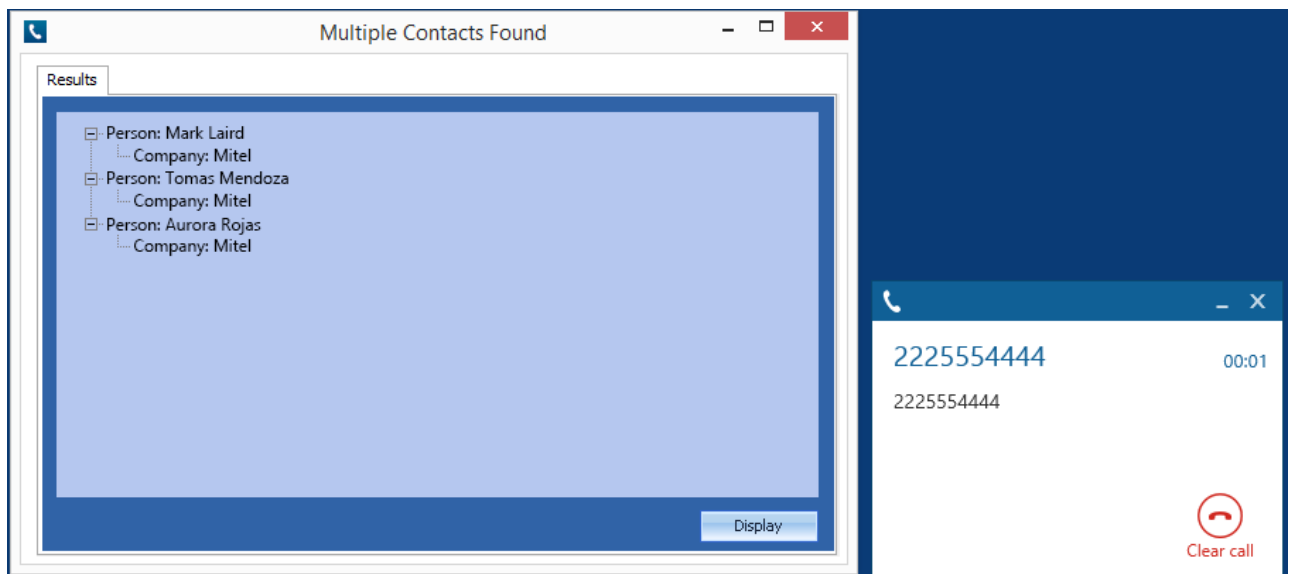 Multiple Contacts Found
Results
Person: Mark Laird
Company: Mitel
Person: Tomas Mendoza
Company: Mitel
Person: Aurora Rojas
Company: Mitel
Display
2225554444 00:01
2225554444
Clear call